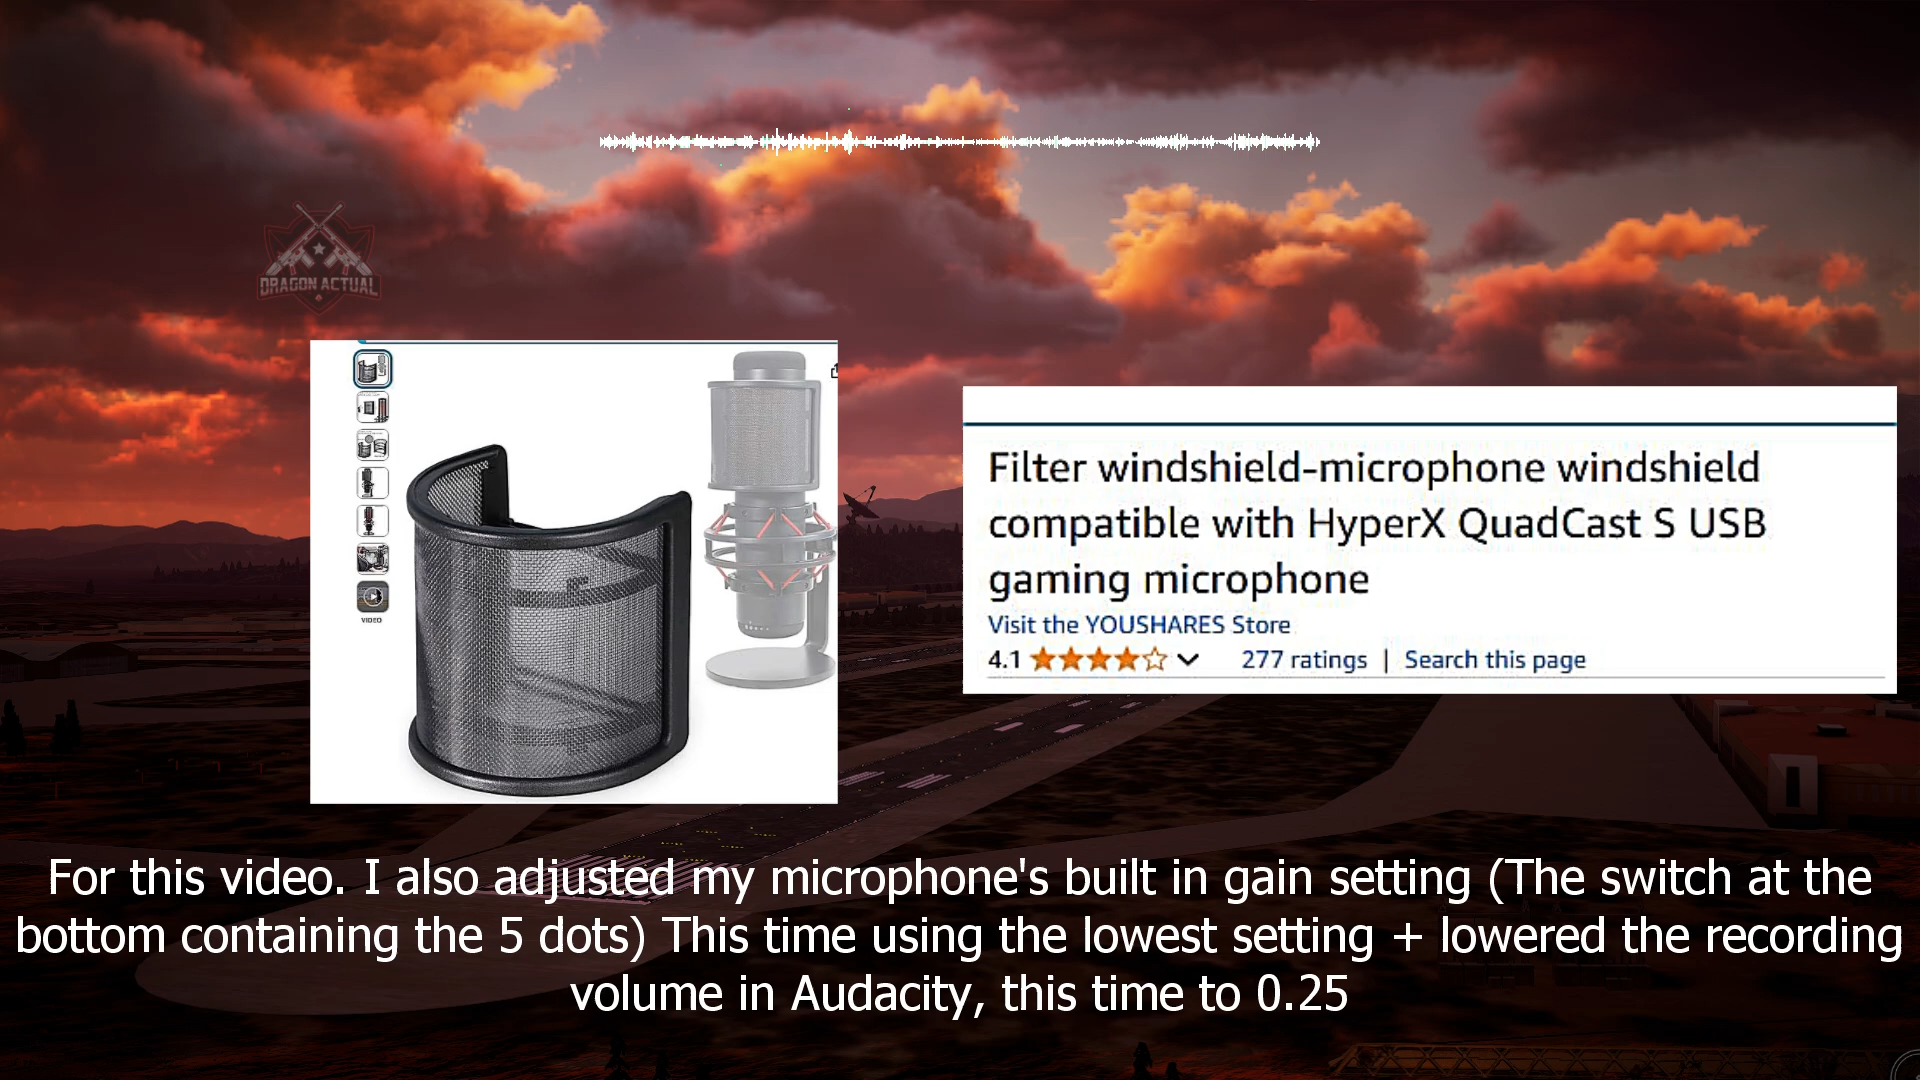 DRAGON ACTUAL
VIDEO
Filter windshield-microphone windshield
compatible with HyperX QuadCast S USB
gaming microphone
Visit the YOUSHARES Store
4.1 277 ratings | Search this page
For this video. I also adjusted my microphone's built in gain setting (The switch at the
bottom containing the 5 dots) This time using the lowest setting + lowered the recording
volume in Audacity, this time to 0.25